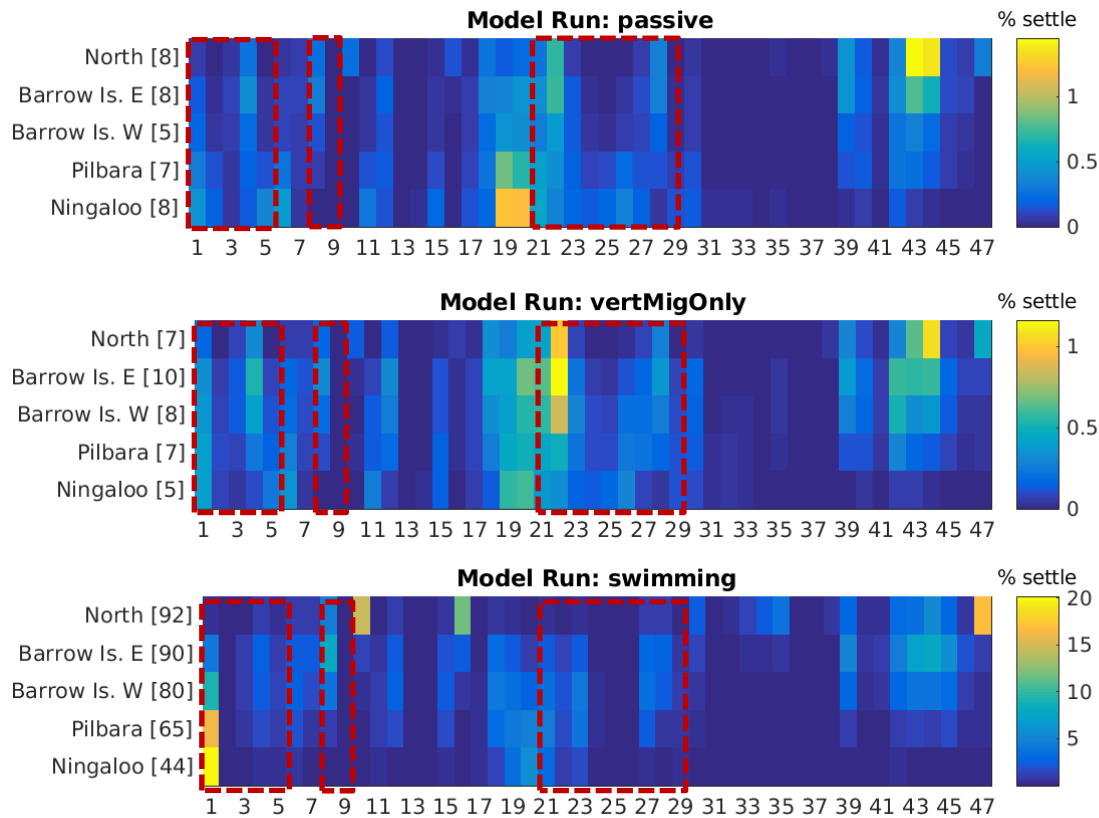 Model Run: passive
% settle
North [8]
Barrow Is. E [8]
Barrow Is. W [5]
Pilbara [7]
Ningaloo [8]
1
0.5
0
1 3 5 7 9 11 13 15 17 19 21 23 25 27 29 31 33 35 37 39 41 43 45 47
Model Run: vertMigOnly
% settle
North [7]
Barrow Is. E [10]
Barrow Is. W [8]
Pilbara [7]
Ningaloo [5]
1
0.5
0
1 3 5 7 9 11 13 15 17 19 21 23 25 27 29 31 33 35 37 39 41 43 45 47
Model Run: swimming
% settle
North [92]
Barrow Is. E [90]
Barrow Is. W [80]
Pilbara [65]
Ningaloo [44]
20
15
10
5
1 3 5 7 9 11 13 15 17 19 21 23 25 27 29 31 33 35 37 39 41 43 45 47